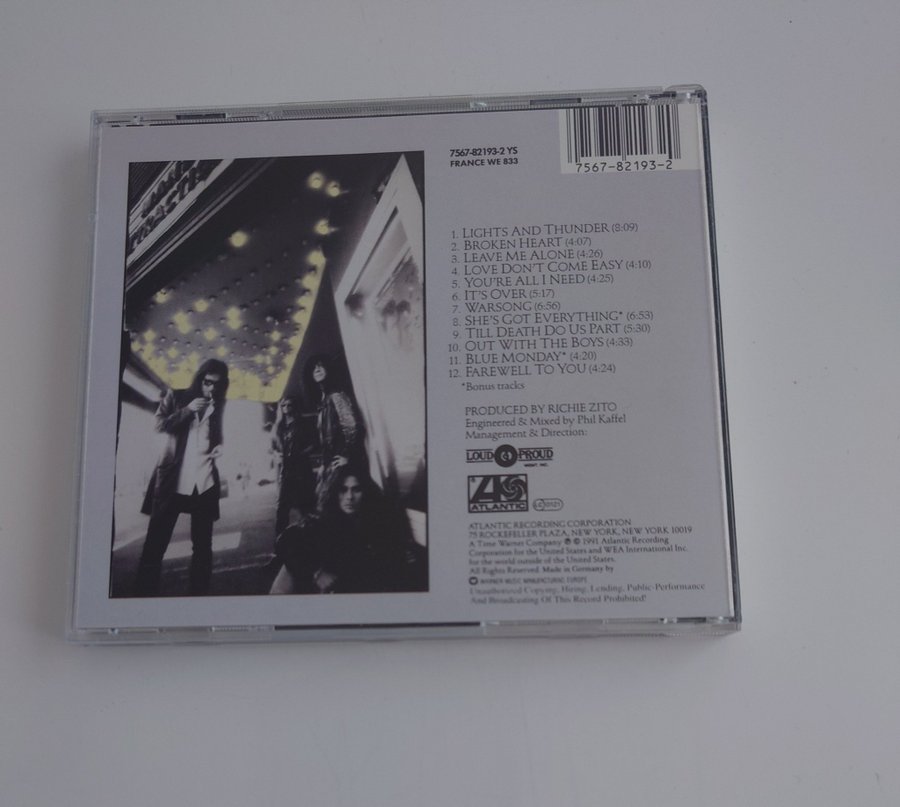 7567-82193-2 YS
FRANCE WE 833
7567-82193-2
1. LIGHTS AND THUNDER (8:09)
2. BROKEN HEART (4:07)
3. LEAVE ME ALONE (4:26)
4. LOVE DON'T COME EASY (4:10)
5. YOU'RE ALL I NEED (4:25)
6. IT'S OVER (5:17)
7. WARSONG (6:56)
8. SHE'S GOT EVERYTHING* (6:53)
9. TILL DEATH DO US PART (5:30)
10. OUT WITH THE BOYS (4:33)
11. BLUE MONDAY* (4:20)
12. FAREWELL TO YOU (4:24)
*Bonus tracks
PRODUCED BY RICHIE ZITO
Engineered & Mixed by Phil Kaffel
Management & Direction:
LOUD & PROUD
MGMT. INC.
ATLANTIC
ATLANTIC RECORDING CORPORATION
75 ROCKEFELLER PLAZA, NEW YORK, NEW YORK 10019
A Time Warner Company ℗ © 1991 Atlantic Recording
Corporation for the United States and WEA International Inc.
for the world outside of the United States.
All Rights Reserved. Made in Germany by
WARNER MUSIC MANUFACTURING EUROPE
Unauthorized Copying, Hiring, Lending, Public Performance
And Broadcasting Of This Record Prohibited!